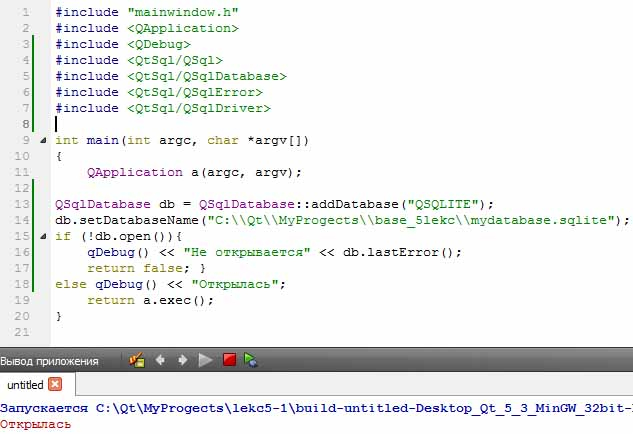 1 #include "mainwindow.h"
2 #include <QApplication>
3 #include <QDebug>
4 #include <QtSql/QSql>
5 #include <QtSql/QSqlDatabase>
6 #include <QtSql/QSqlError>
7 #include <QtSql/QSqlDriver>
8
9 int main(int argc, char *argv[])
10 {
11 QApplication a(argc, argv);
12
13 QSqlDatabase db = QSqlDatabase::addDatabase("QSQLITE");
14 db.setDatabaseName("C:\\Qt\\MyProgects\\base_5lekc\\mydatabase.sqlite");
15 if (!db.open()){
16 qDebug() << "Не открывается" << db.lastError();
17 return false; }
18 else qDebug() << "Открылась";
19 return a.exec();
20 }
21
Вывод приложения
untitled
Запускается C:\Qt\MyProgects\lekc5-1\build-untitled-Desktop_Qt_5_3_MinGW_32bit-
Открылась